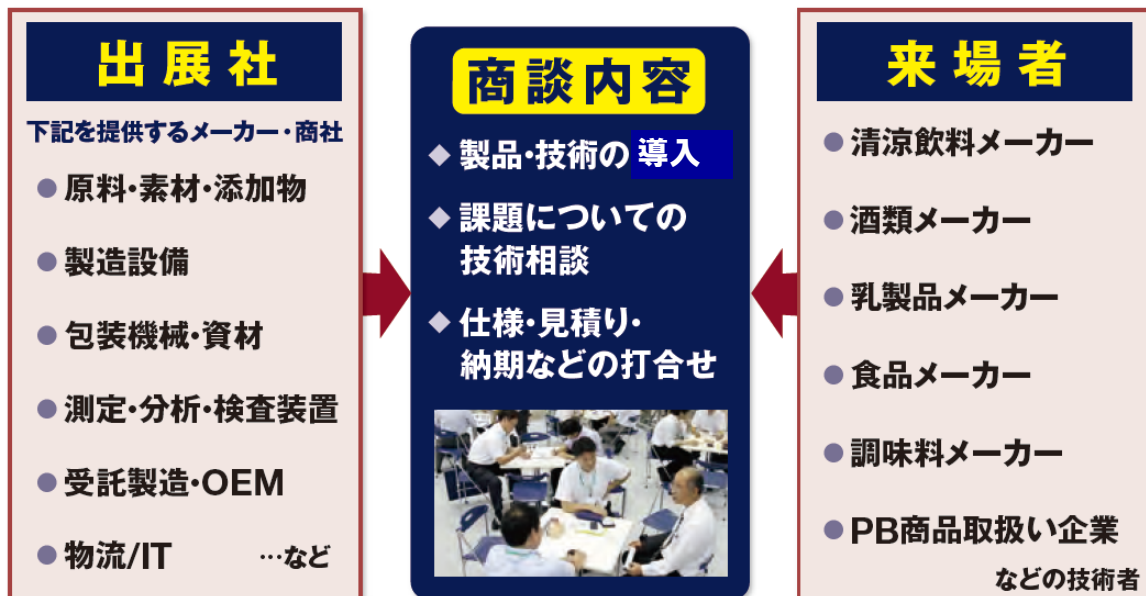 出展社
下記を提供するメーカー・商社
●原料・素材・添加物
●製造設備
●包装機械・資材
●測定・分析・検査装置
●受託製造・OEM
●物流/IT …など
商談内容
◆製品・技術の導入
◆課題についての
技術相談
◆仕様・見積り・
納期などの打合せ
来場者
●清涼飲料メーカー
●酒類メーカー
●乳製品メーカー
●食品メーカー
●調味料メーカー
●PB商品取扱い企業
などの技術者